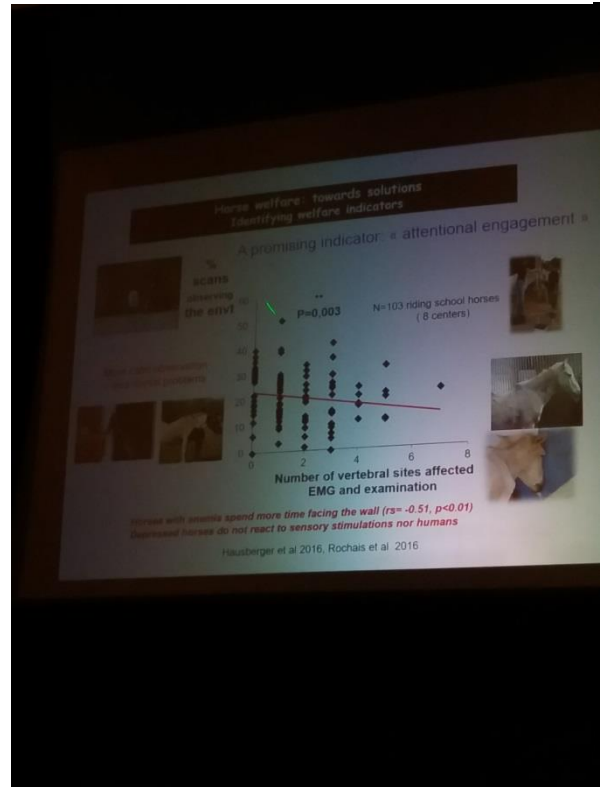 Horse welfare: towards solutions
Identifying welfare indicators
A promising indicator: « attentional engagement »
%
scans
observing
the envt
60
50
40
30
20
10
0
**
P=0,003
N=103 riding school horses
( 8 centers)
0 2 4 6 8
Number of vertebral sites affected
EMG and examination
Horses with anemia spend more time facing the wall (rs= -0.51, p<0.01)
Depressed horses do not react to sensory stimulations nor humans
Hausberger et al 2016, Rochais et al 2016